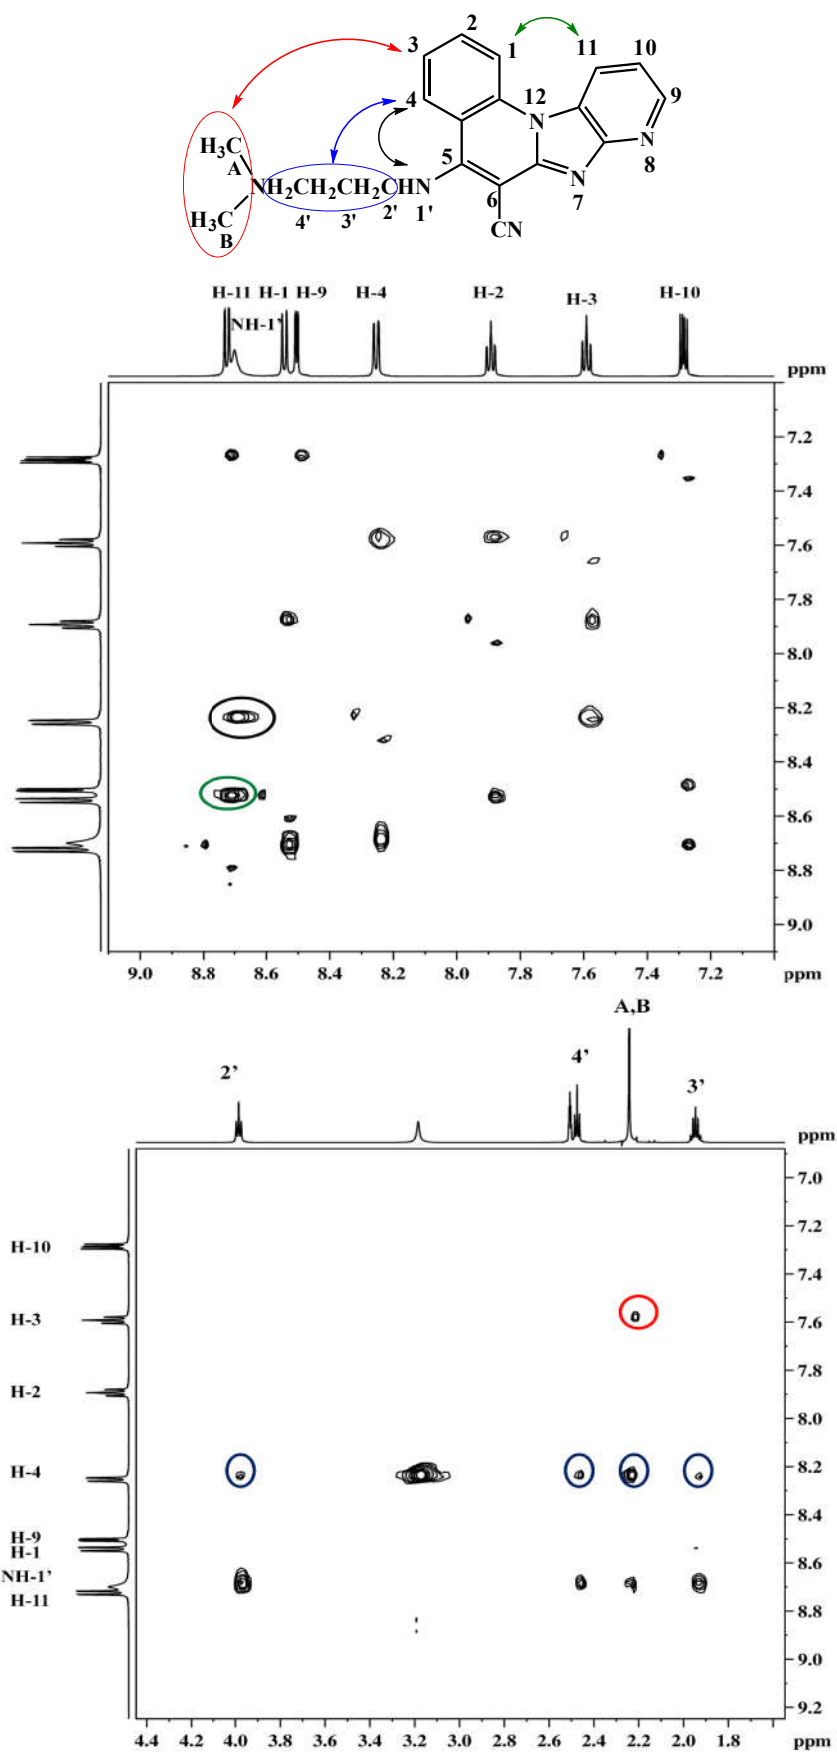 2
3
1
11
10
4
12
9
H₃C
A
N
8
5
N
NH₂CH₂CH₂CHN
6
N
7
H₃C
B
4'
3'
2'
1'
CN
H-11 H-1 H-9 H-4 H-2 H-3 H-10
NH-1'
ppm
7.2
7.4
7.6
7.8
8.0
8.2
8.4
8.6
8.8
9.0
9.0 8.8 8.6 8.4 8.2 8.0 7.8 7.6 7.4 7.2 ppm
A,B
2’ 4’ 3’
ppm
H-10
H-3
H-2
H-4
H-9
H-1
NH-1’
H-11
7.0
7.2
7.4
7.6
7.8
8.0
8.2
8.4
8.6
8.8
9.0
9.2
4.4 4.2 4.0 3.8 3.6 3.4 3.2 3.0 2.8 2.6 2.4 2.2 2.0 1.8 ppm